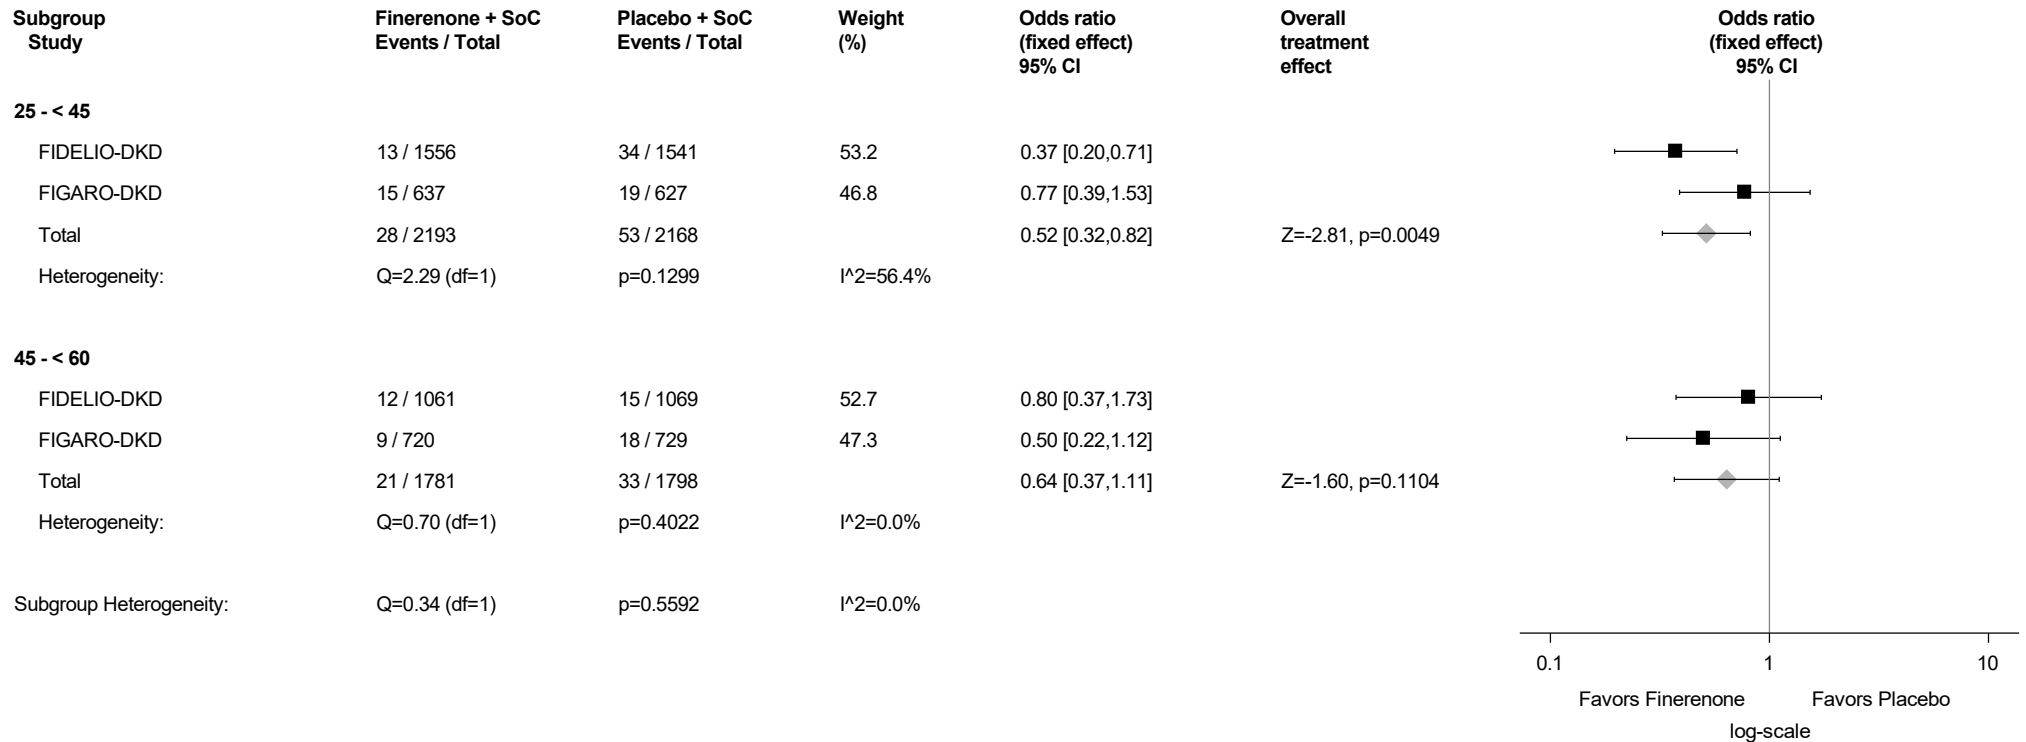 Subgroup Finerenone + SoC Placebo + SoC Weight Odds ratio Overall Odds ratio
Study Events / Total Events / Total (%) (fixed effect) treatment (fixed effect)
95% CI effect 95% CI
25 - < 45
FIDELIO-DKD 13 / 1556 34 / 1541 53.2 0.37 [0.20,0.71]
FIGARO-DKD 15 / 637 19 / 627 46.8 0.77 [0.39,1.53]
Total 28 / 2193 53 / 2168 0.52 [0.32,0.82] Z=-2.81, p=0.0049
Heterogeneity: Q=2.29 (df=1) p=0.1299 I^2=56.4%
45 - < 60
FIDELIO-DKD 12 / 1061 15 / 1069 52.7 0.80 [0.37,1.73]
FIGARO-DKD 9 / 720 18 / 729 47.3 0.50 [0.22,1.12]
Total 21 / 1781 33 / 1798 0.64 [0.37,1.11] Z=-1.60, p=0.1104
Heterogeneity: Q=0.70 (df=1) p=0.4022 I^2=0.0%
Subgroup Heterogeneity: Q=0.34 (df=1) p=0.5592 I^2=0.0%
0.1 1 10
Favors Finerenone Favors Placebo
log-scale